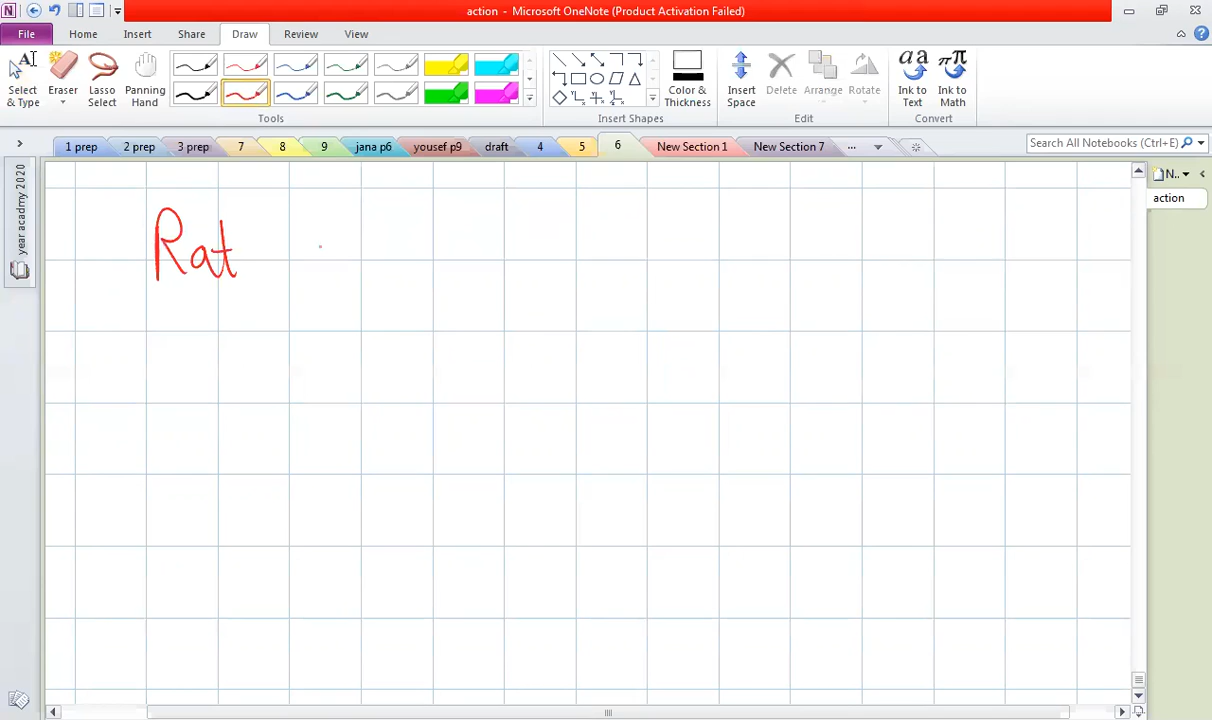 action - Microsoft OneNote (Product Activation Failed)
File Home Insert Share Draw Review View
Select & Type
Eraser
Lasso Select
Panning Hand
Color & Thickness
Insert Space
Delete
Arrange
Rotate
Ink to Text
Ink to Math
Tools
Insert Shapes
Edit
Convert
1 prep 2 prep 3 prep 7 8 9 jana p6 yousef p9 draft 4 5 6 New Section 1 New Section 7 ...
Search All Notebooks (Ctrl+E)
N..
action
year acadmy 2020
Rat